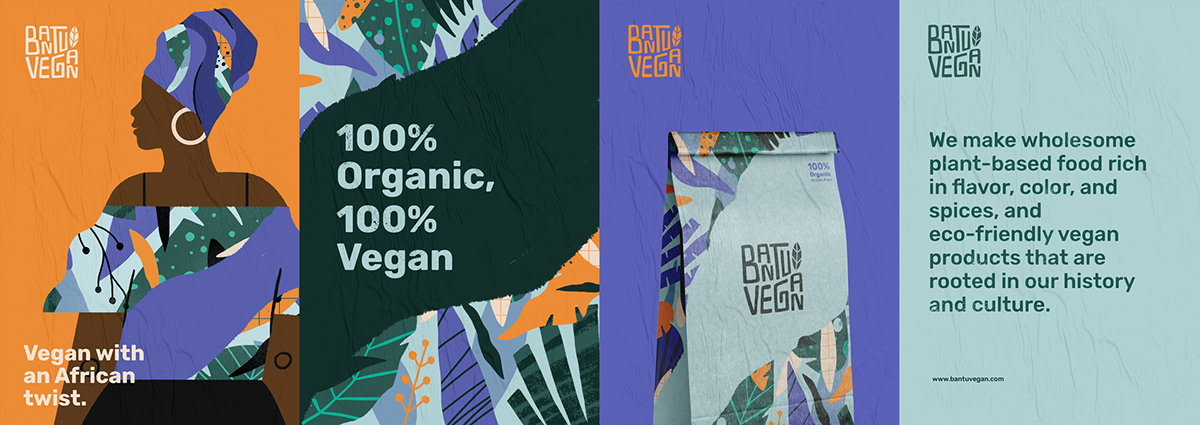 BANTU
VEGAN
Vegan with
an African
twist.
100%
Organic,
100%
Vegan
BANTU
VEGAN
100%
Organic
BANTU
VEGAN
BANTU
VEGAN
We make wholesome
plant-based food rich
in flavor, color, and
spices, and
eco-friendly vegan
products that are
rooted in our history
and culture.
www.bantuvegan.com